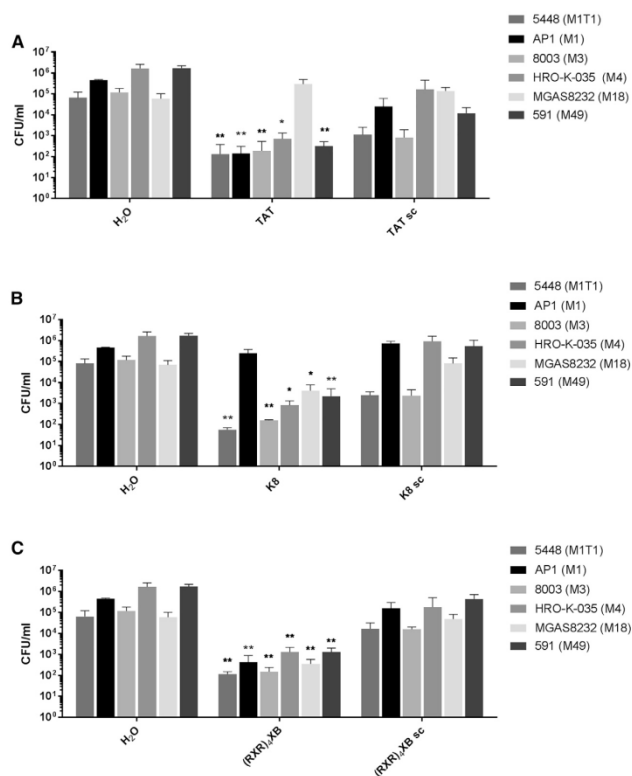 A
CFU/ml
10⁷
10⁶
10⁵
10⁴
10³
10²
10¹
10⁰
** ** ** * **
H₂O TAT TAT sc
5448 (M1T1)
AP1 (M1)
8003 (M3)
HRO-K-035 (M4)
MGAS8232 (M18)
591 (M49)
B
CFU/ml
10⁷
10⁶
10⁵
10⁴
10³
10²
10¹
10⁰
** ** * * **
H₂O K8 K8 sc
5448 (M1T1)
AP1 (M1)
8003 (M3)
HRO-K-035 (M4)
MGAS8232 (M18)
591 (M49)
C
CFU/ml
10⁷
10⁶
10⁵
10⁴
10³
10²
10¹
10⁰
** ** ** ** ** **
H₂O (RXR)₄XB (RXR)₄XB sc
5448 (M1T1)
AP1 (M1)
8003 (M3)
HRO-K-035 (M4)
MGAS8232 (M18)
591 (M49)